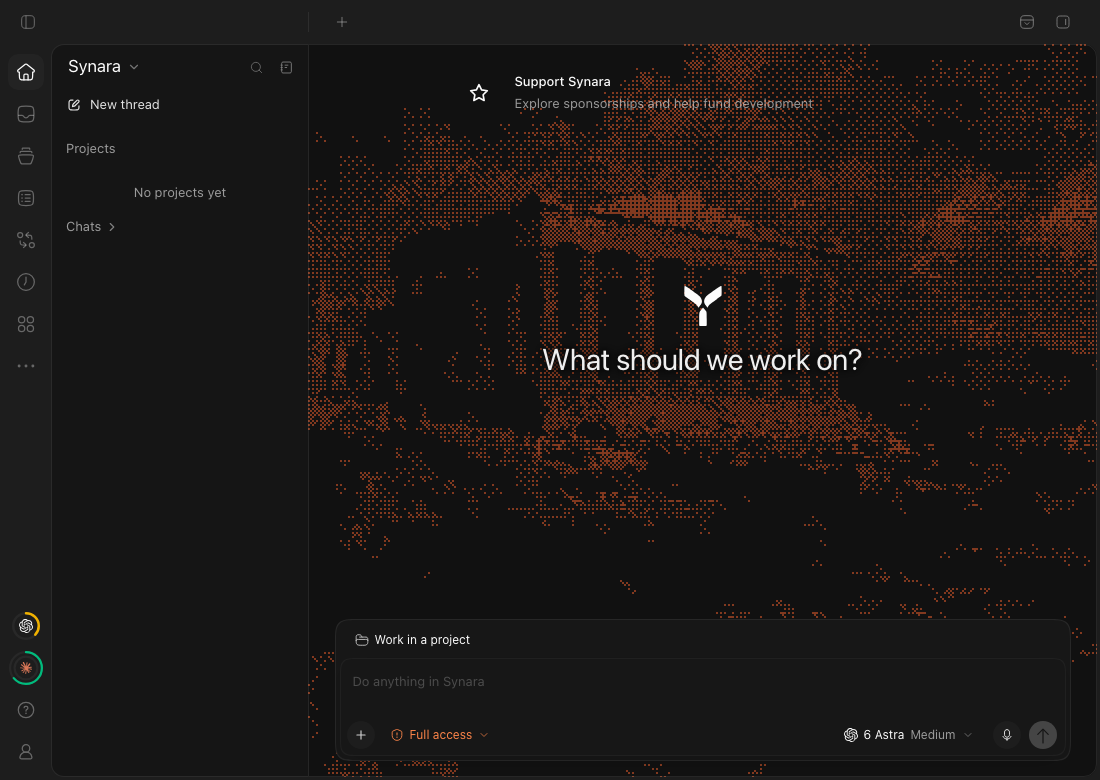 Synara
New thread
Projects
No projects yet
Chats
Support Synara
Explore sponsorships and help fund development
What should we work on?
Work in a project
Do anything in Synara
Full access
6 Astra Medium